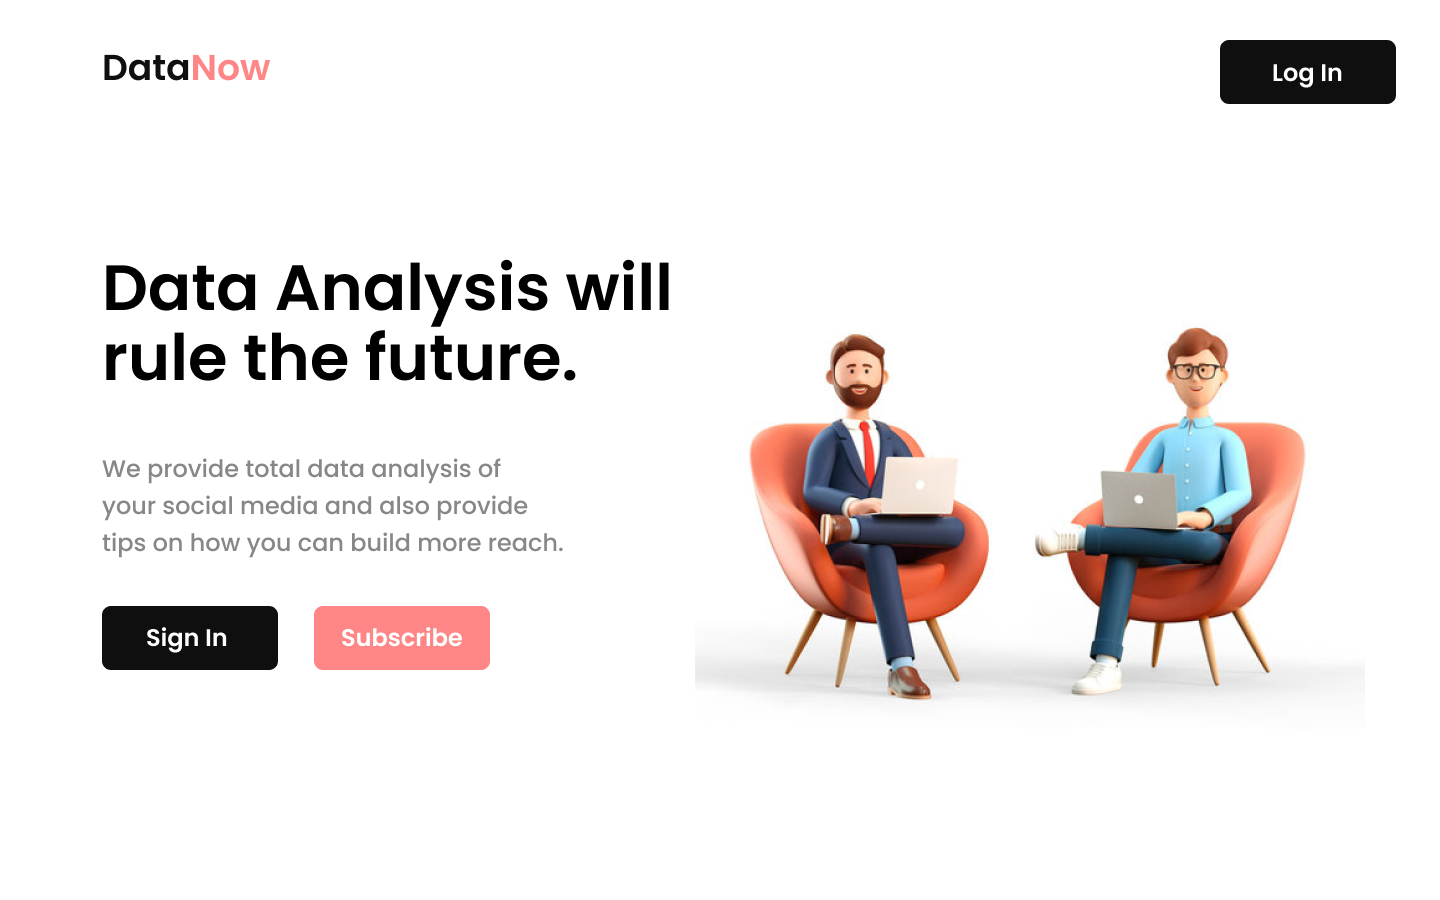 DataNow
Log In
Data Analysis will
rule the future.
We provide total data analysis of
your social media and also provide
tips on how you can build more reach.
Sign In
Subscribe